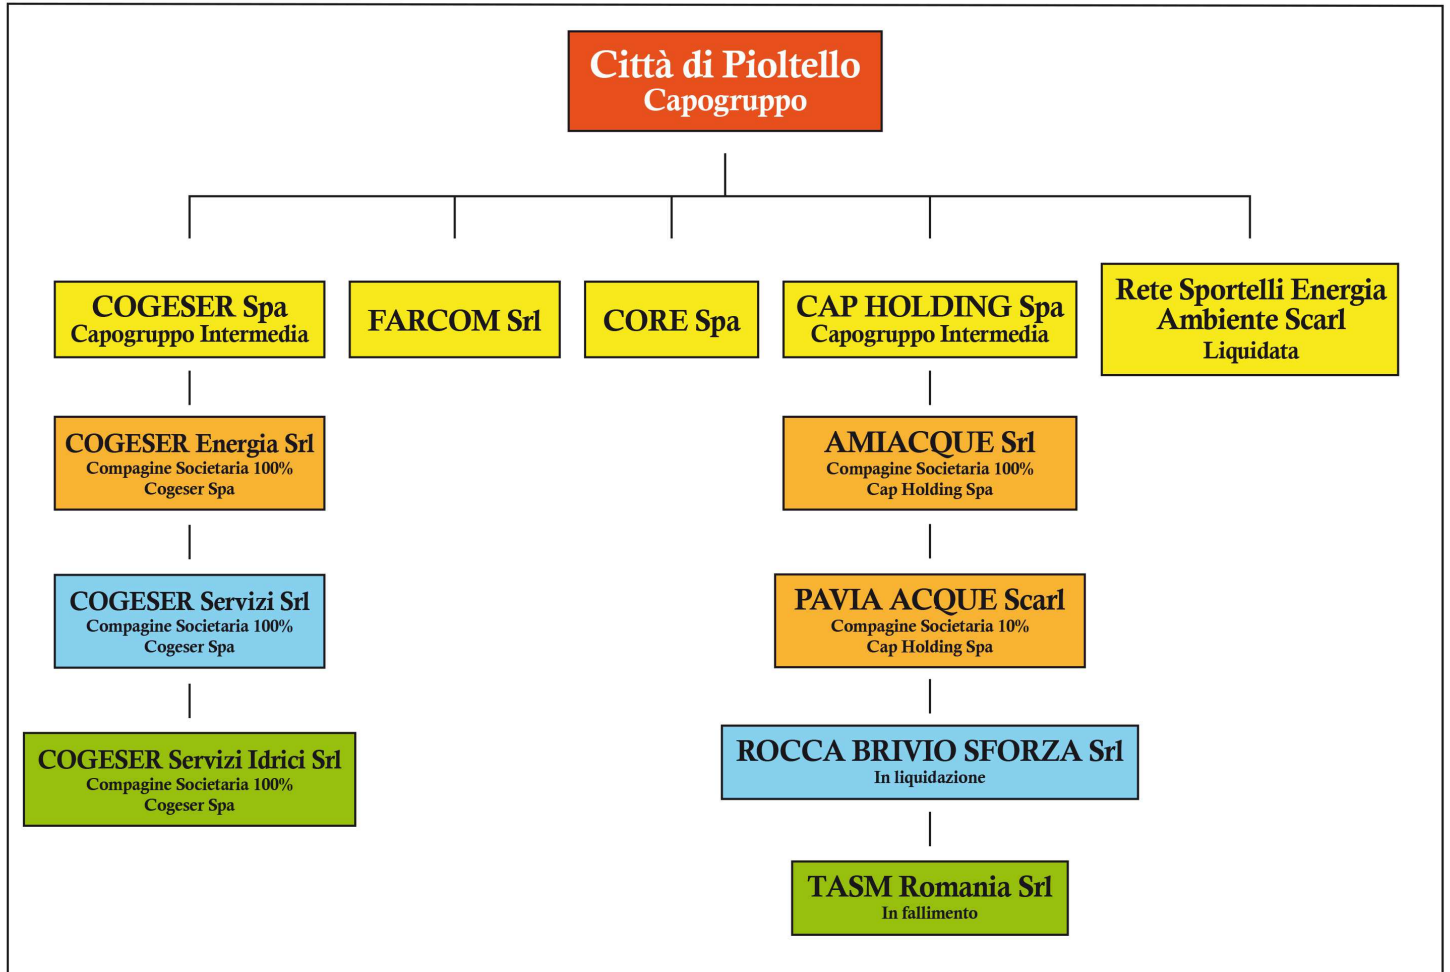 Città di Pioltello
Capogruppo
COGESER Spa
Capogruppo Intermedia
FARCOM Srl
CORE Spa
CAP HOLDING Spa
Capogruppo Intermedia
Rete Sportelli Energia
Ambiente Scarl
Liquidata
COGESER Energia Srl
Compagine Societaria 100%
Cogeser Spa
AMIACQUE Srl
Compagine Societaria 100%
Cap Holding Spa
COGESER Servizi Srl
Compagine Societaria 100%
Cogeser Spa
PAVIA ACQUE Scarl
Compagine Societaria 10%
Cap Holding Spa
COGESER Servizi Idrici Srl
Compagine Societaria 100%
Cogeser Spa
ROCCA BRIVIO SFORZA Srl
In liquidazione
TASM Romania Srl
In fallimento